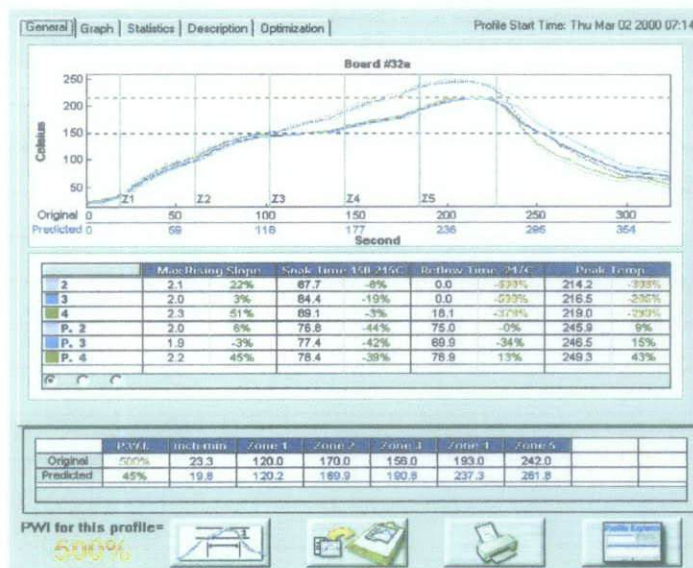 General Graph Statistics Description Optimization Profile Start Time: Thu Mar 02 2000 07:14
Board #32a
Celsius
250
200
150
100
50
Z1 Z2 Z3 Z4 Z5
Original 0 50 100 150 200 250 300
Predicted 0 59 118 177 236 295 354
Second
Max Rising Slope Soak Time 150-215C Reflow Time -217C Peak Temp
2 2.1 22% 87.7 -8% 0.0 214.2
3 2.0 3% 84.4 -19% 0.0 216.5
4 2.3 51% 89.1 -3% 18.1 219.0
P. 2 2.0 6% 76.8 -44% 75.0 -0% 245.9 9%
P. 3 1.9 -3% 77.4 -42% 69.9 -34% 246.5 15%
P. 4 2.2 45% 78.4 -39% 78.9 13% 249.3 43%
PWI Inch/min Zone 1 Zone 2 Zone 3 Zone 4 Zone 5
Original 500% 23.3 120.0 170.0 156.0 193.0 242.0
Predicted 45% 19.8 120.2 169.9 190.8 237.3 281.8
PWI for this profile=
500%
Profile Explorer